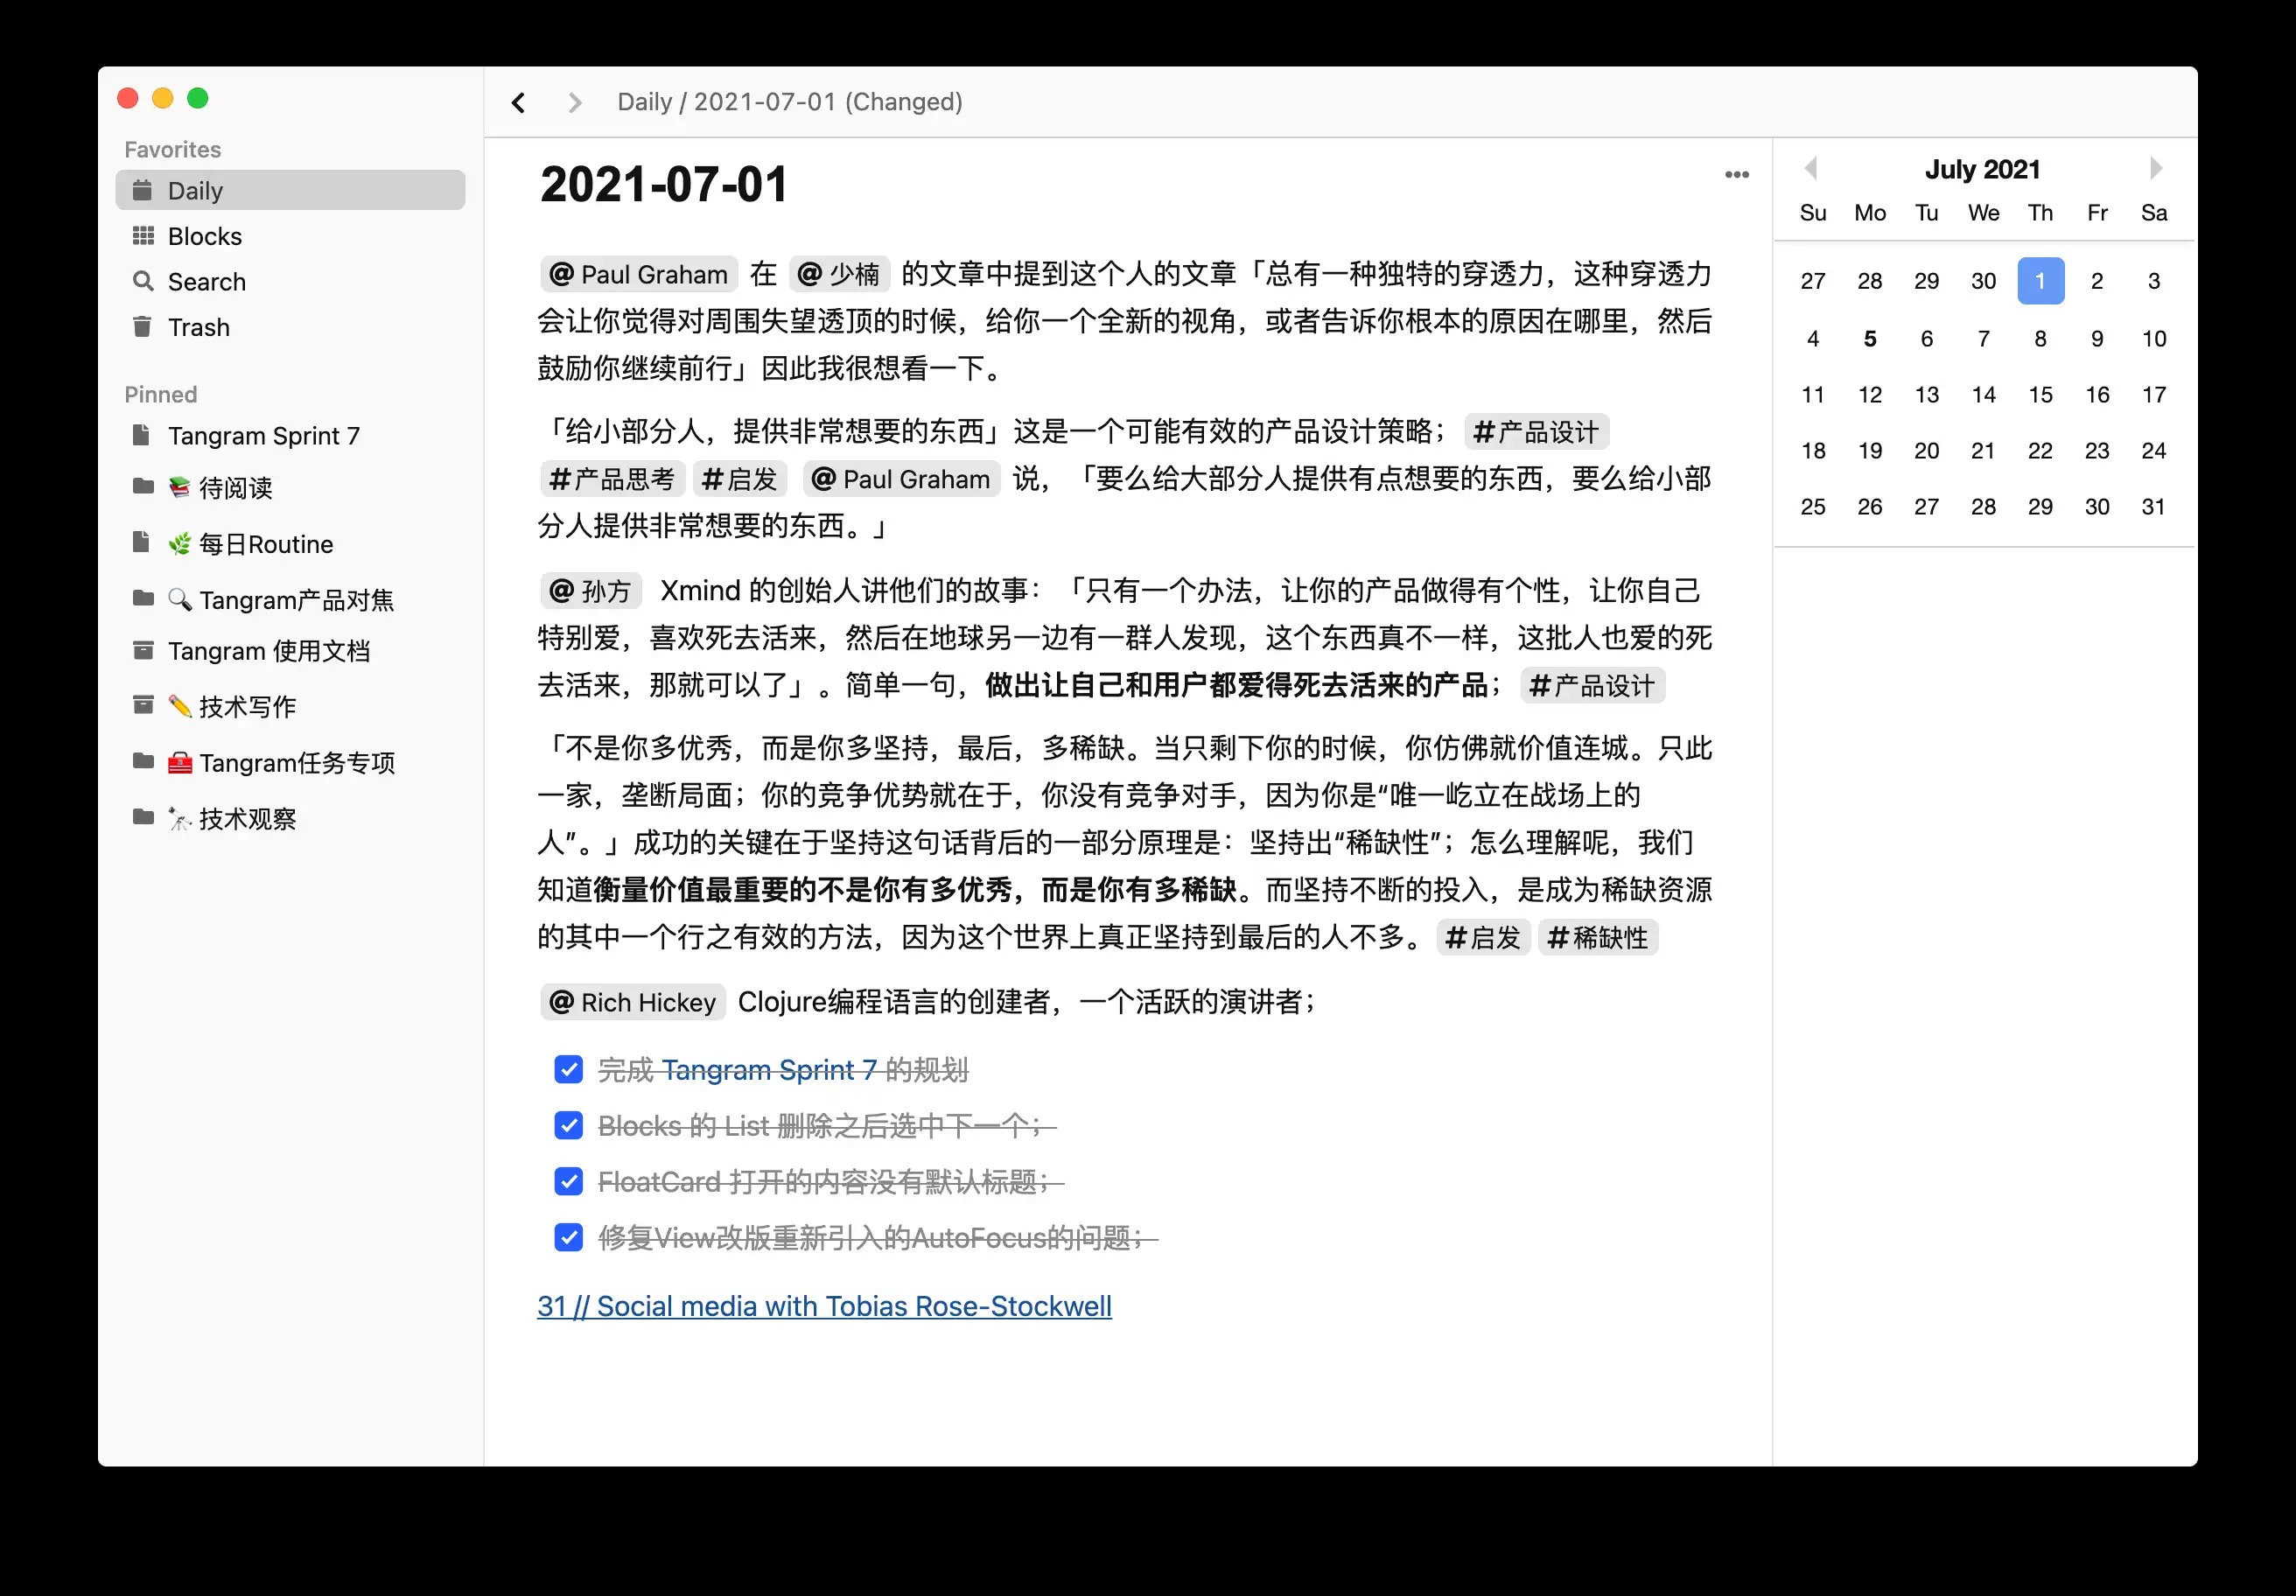 Favorites
Daily
Blocks
Search
Trash
Pinned
Tangram Sprint 7
📚 待阅读
🌿 每日Routine
🔍 Tangram产品对焦
Tangram 使用文档
✏️ 技术写作
🧰 Tangram任务专项
🔭 技术观察
Daily / 2021-07-01 (Changed)
2021-07-01
@ Paul Graham 在 @ 少楠 的文章中提到这个人的文章「总有一种独特的穿透力，这种穿透力
会让你觉得对周围失望透顶的时候，给你一个全新的视角，或者告诉你根本的原因在哪里，然后
鼓励你继续前行」因此我很想看一下。
「给小部分人，提供非常想要的东西」这是一个可能有效的产品设计策略； #产品设计
#产品思考 #启发 @ Paul Graham 说，「要么给大部分人提供有点想要的东西，要么给小部
分人提供非常想要的东西。」
@ 孙方 Xmind 的创始人讲他们的故事：「只有一个办法，让你的产品做得有个性，让你自己
特别爱，喜欢死去活来，然后在地球另一边有一群人发现，这个东西真不一样，这批人也爱的死
去活来，那就可以了」。简单一句，做出让自己和用户都爱得死去活来的产品； #产品设计
「不是你多优秀，而是你多坚持，最后，多稀缺。当只剩下你的时候，你仿佛就价值连城。只此
一家，垄断局面；你的竞争优势就在于，你没有竞争对手，因为你是“唯一屹立在战场上的
人”。」成功的关键在于坚持这句话背后的一部分原理是：坚持出“稀缺性”；怎么理解呢，我们
知道衡量价值最重要的不是你有多优秀，而是你有多稀缺。而坚持不断的投入，是成为稀缺资源
的其中一个行之有效的方法，因为这个世界上真正坚持到最后的人不多。 #启发 #稀缺性
@ Rich Hickey Clojure编程语言的创建者，一个活跃的演讲者；
完成 Tangram Sprint 7 的规划
Blocks 的 List 删除之后选中下一个；
FloatCard 打开的内容没有默认标题；
修复View改版重新引入的AutoFocus的问题；
31 // Social media with Tobias Rose-Stockwell
July 2021
Su Mo Tu We Th Fr Sa
27 28 29 30 1 2 3
4 5 6 7 8 9 10
11 12 13 14 15 16 17
18 19 20 21 22 23 24
25 26 27 28 29 30 31